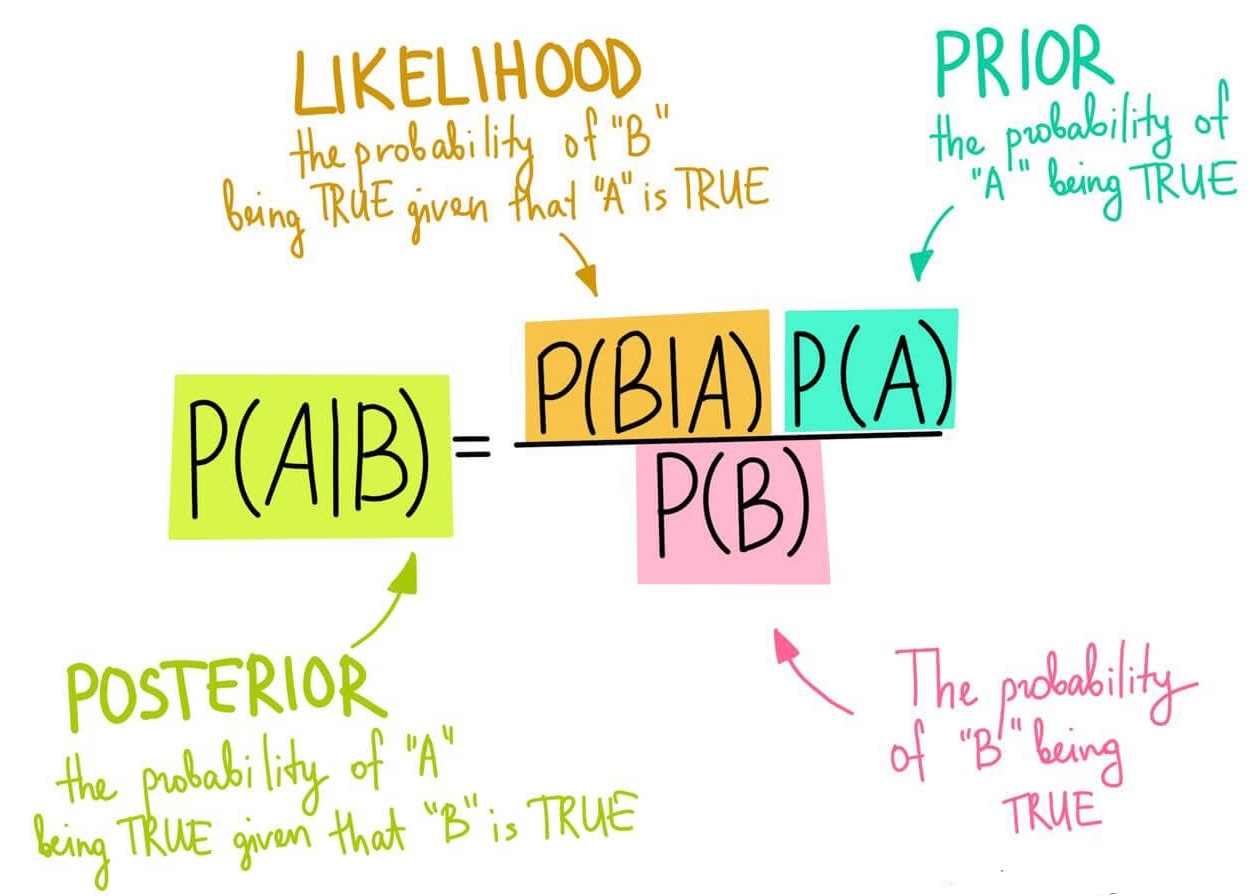 LIKELIHOOD
the probability of "B"
being TRUE given that "A" is TRUE
PRIOR
the probability of
"A" being TRUE
P(A|B) = P(B|A) P(A)
P(B)
POSTERIOR
the probability of "A"
being TRUE given that "B" is TRUE
The probability
of "B" being
TRUE